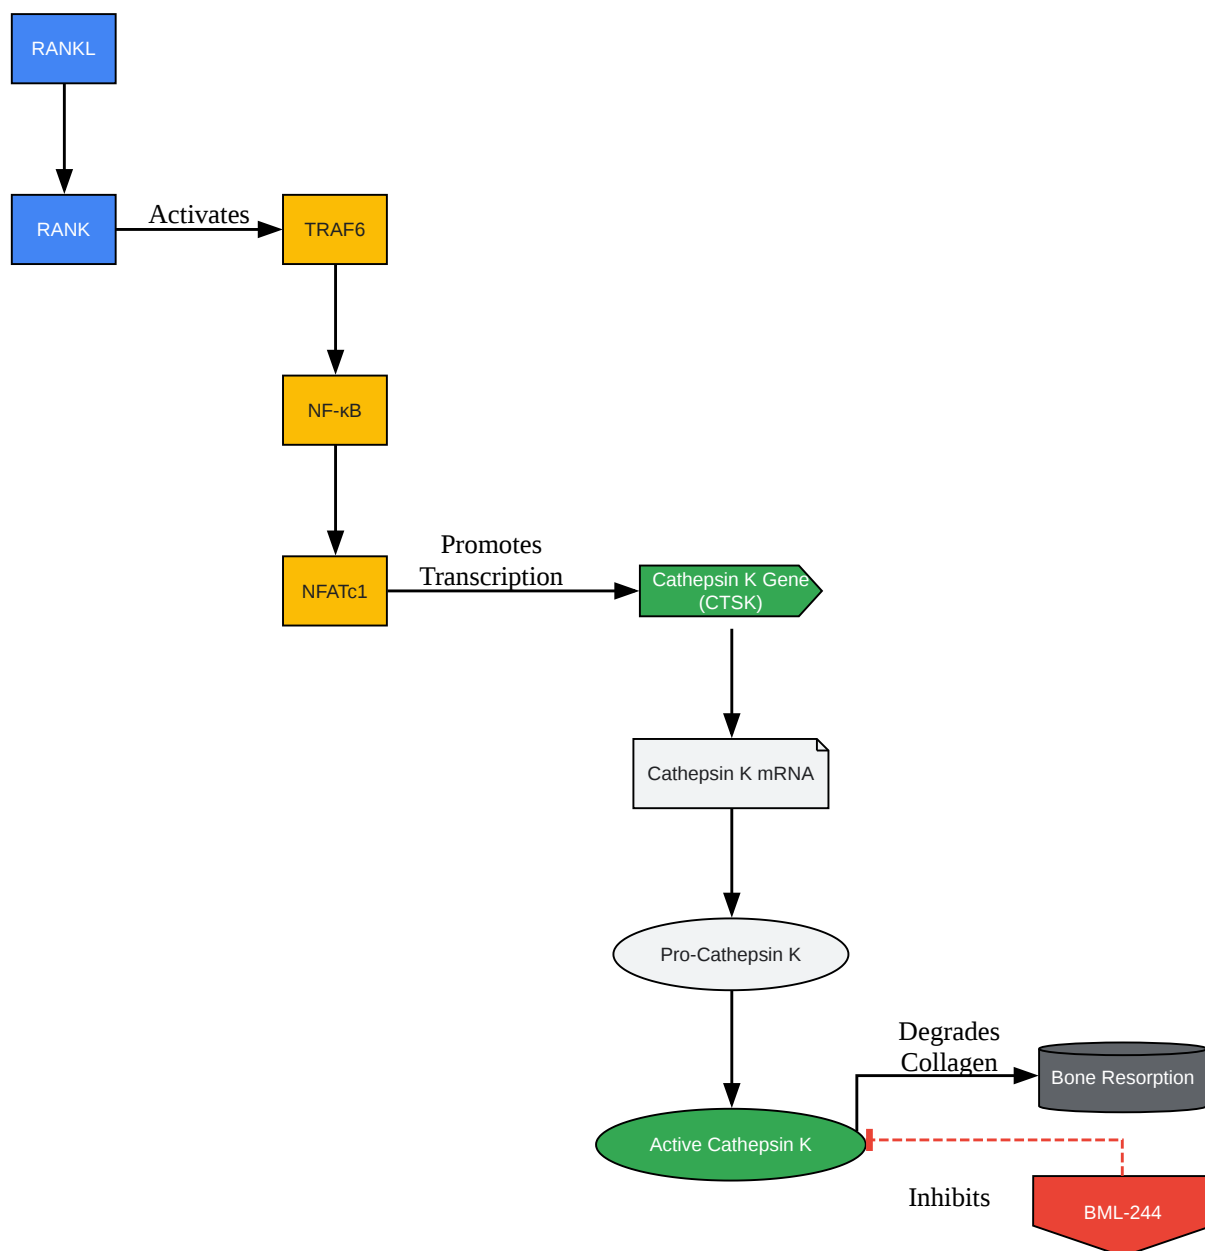 RANKL
RANK
Activates
TRAF6
NF-κB
NFATc1
Promotes
Transcription
Cathepsin K Gene
(CTSK)
Cathepsin K mRNA
Pro-Cathepsin K
Degrades
Collagen
Bone Resorption
Active Cathepsin K
Inhibits
BML-244